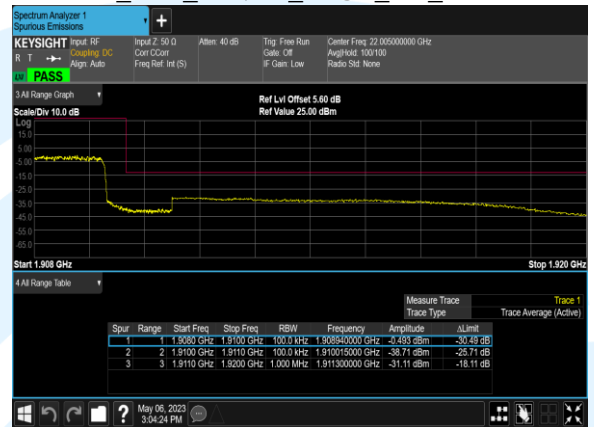 Spectrum Analyzer 1
Spurious Emissions
KEYSIGHT Input: RF Input Z: 50 Ω Atten: 40 dB Trig: Free Run Center Freq: 22.005000000 GHz
R T Coupling: DC Corr CCorr Gate: Off Avg|Hold: 100/100
Align: Auto Freq Ref: Int (S) IF Gain: Low Radio Std: None
LV PASS
3 All Range Graph
Ref Lvl Offset 5.60 dB
Scale/Div 10.0 dB Ref Value 25.00 dBm
Log
15.0
5.00
-5.00
-15.0
-25.0
-35.0
-45.0
-55.0
-65.0
Start 1.908 GHz Stop 1.920 GHz
4 All Range Table
Measure Trace Trace 1
Trace Type Trace Average (Active)
Spur Range Start Freq Stop Freq RBW Frequency Amplitude ΔLimit
1 1 1.9080 GHz 1.9100 GHz 100.0 kHz 1.908940000 GHz -0.493 dBm -30.49 dB
2 2 1.9100 GHz 1.9110 GHz 100.0 kHz 1.910015000 GHz -38.71 dBm -25.71 dB
3 3 1.9110 GHz 1.9200 GHz 1.000 MHz 1.911300000 GHz -31.11 dBm -18.11 dB
? May 06, 2023
3:04:24 PM